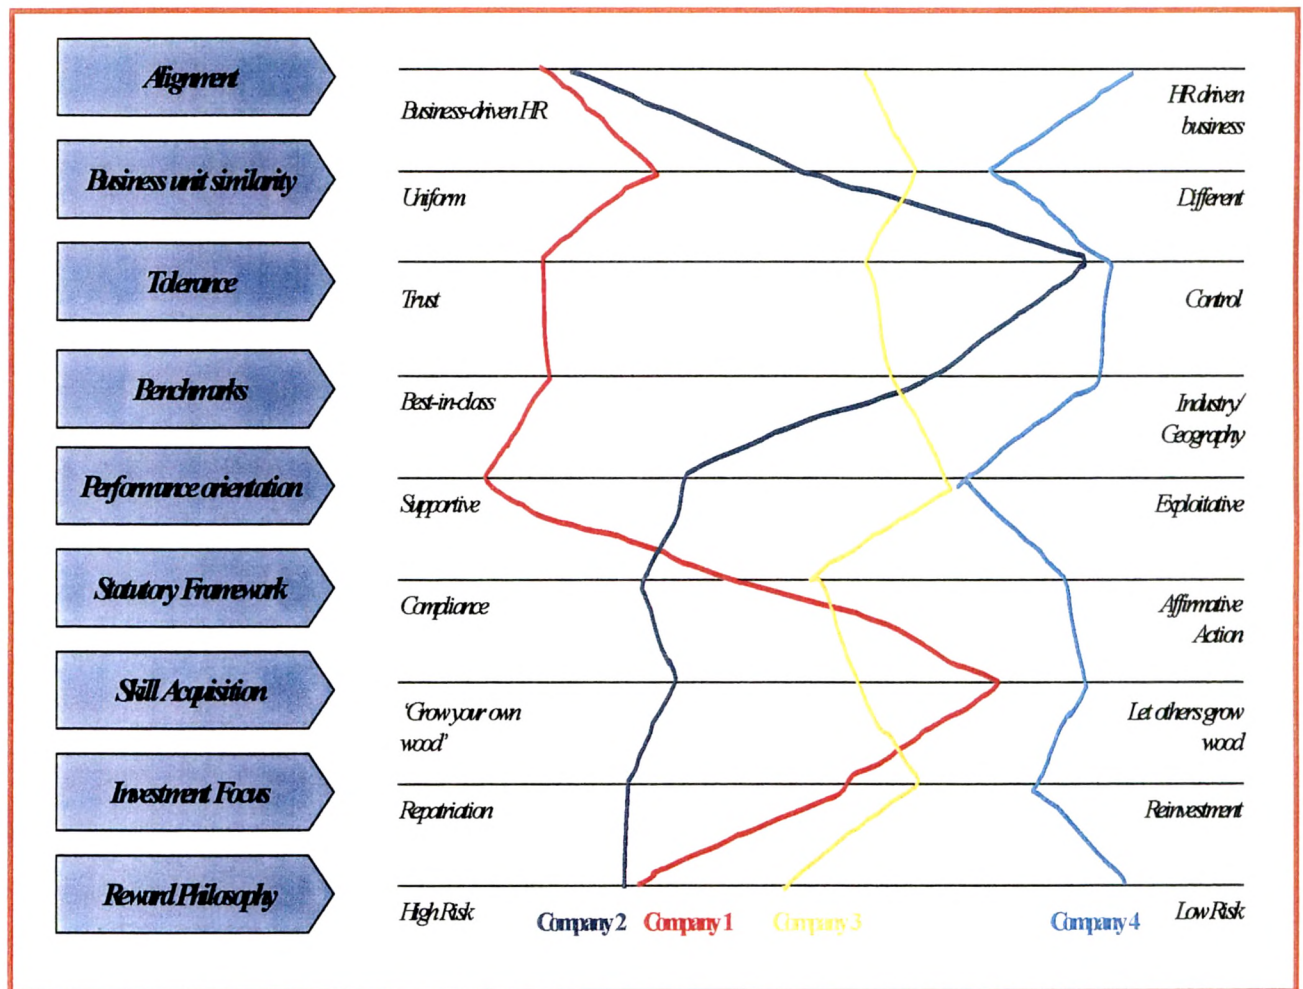 Alignment
Business-driven HR
HR driven
business
Business unit similarity
Uniform
Different
Tolerance
Trust
Control
Benchmarks
Best-in-class
Industry/
Geography
Performance orientation
Supportive
Exploitative
Statutory Framework
Compliance
Affirmative
Action
Skill Acquisition
'Grow your own
wood"
Let others grow
wood
Investment Focus
Repatriation
Reinvestment
Reward Philosophy
High Risk
Company 2
Company 1
Company 3
Company 4
Low Risk